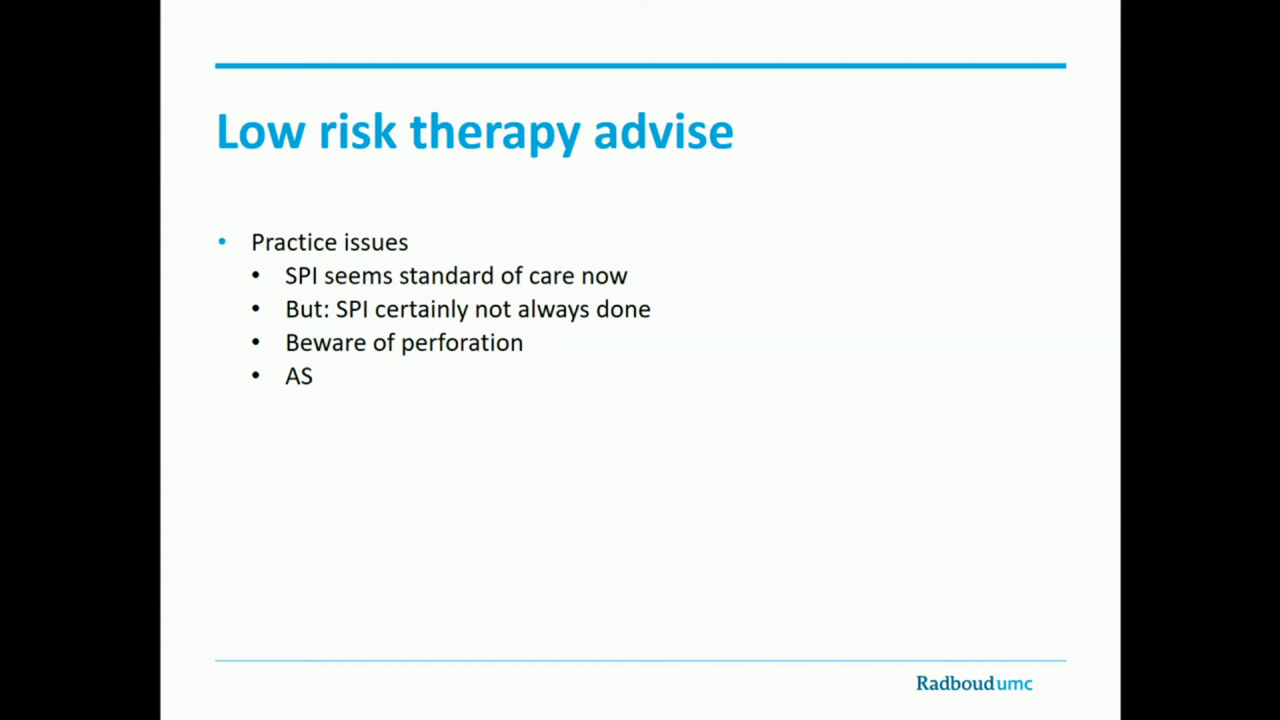 Low risk therapy advise
• Practice issues
• SPI seems standard of care now
• But: SPI certainly not always done
• Beware of perforation
• AS
Radboudumc